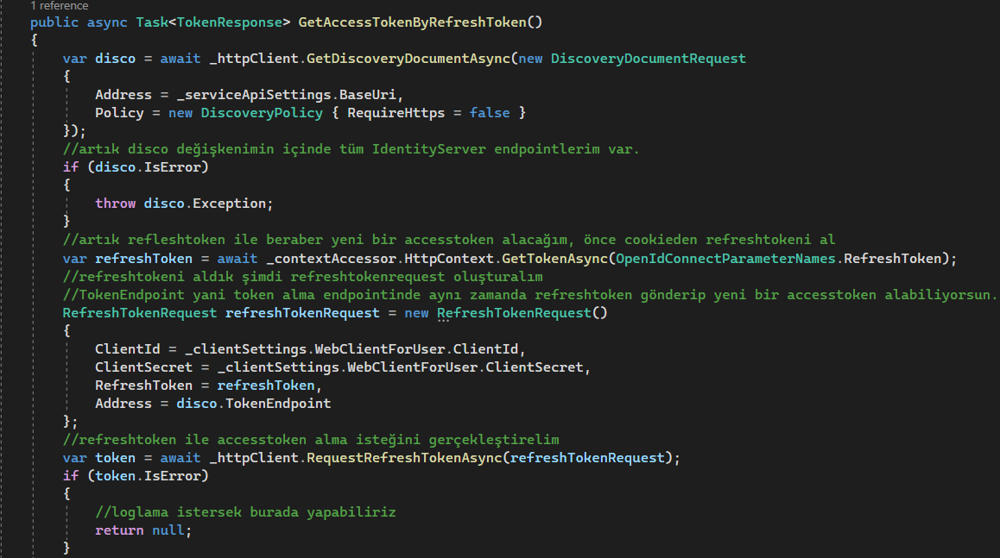 1 reference
public async Task<TokenResponse> GetAccessTokenByRefreshToken()
{
var disco = await _httpClient.GetDiscoveryDocumentAsync(new DiscoveryDocumentRequest
{
Address = _serviceApiSettings.BaseUri,
Policy = new DiscoveryPolicy { RequireHttps = false }
});
//artık disco değişkenimin içinde tüm IdentityServer endpointlerim var.
if (disco.IsError)
{
throw disco.Exception;
}
//artık refleshtoken ile beraber yeni bir accesstoken alacağım, önce cookieden refreshtokeni al
var refreshToken = await _contextAccessor.HttpContext.GetTokenAsync(OpenIdConnectParameterNames.RefreshToken);
//refreshtokeni aldık şimdi refreshtokenrequest oluşturalım
//TokenEndpoint yani token alma endpointinde aynı zamanda refreshtoken gönderip yeni bir accesstoken alabiliyorsun.
RefreshTokenRequest refreshTokenRequest = new RefreshTokenRequest()
{
ClientId = _clientSettings.WebClientForUser.ClientId,
ClientSecret = _clientSettings.WebClientForUser.ClientSecret,
RefreshToken = refreshToken,
Address = disco.TokenEndpoint
};
//refreshtoken ile accesstoken alma isteğini gerçekleştirelim
var token = await _httpClient.RequestRefreshTokenAsync(refreshTokenRequest);
if (token.IsError)
{
//loglama istersek burada yapabiliriz
return null;
}